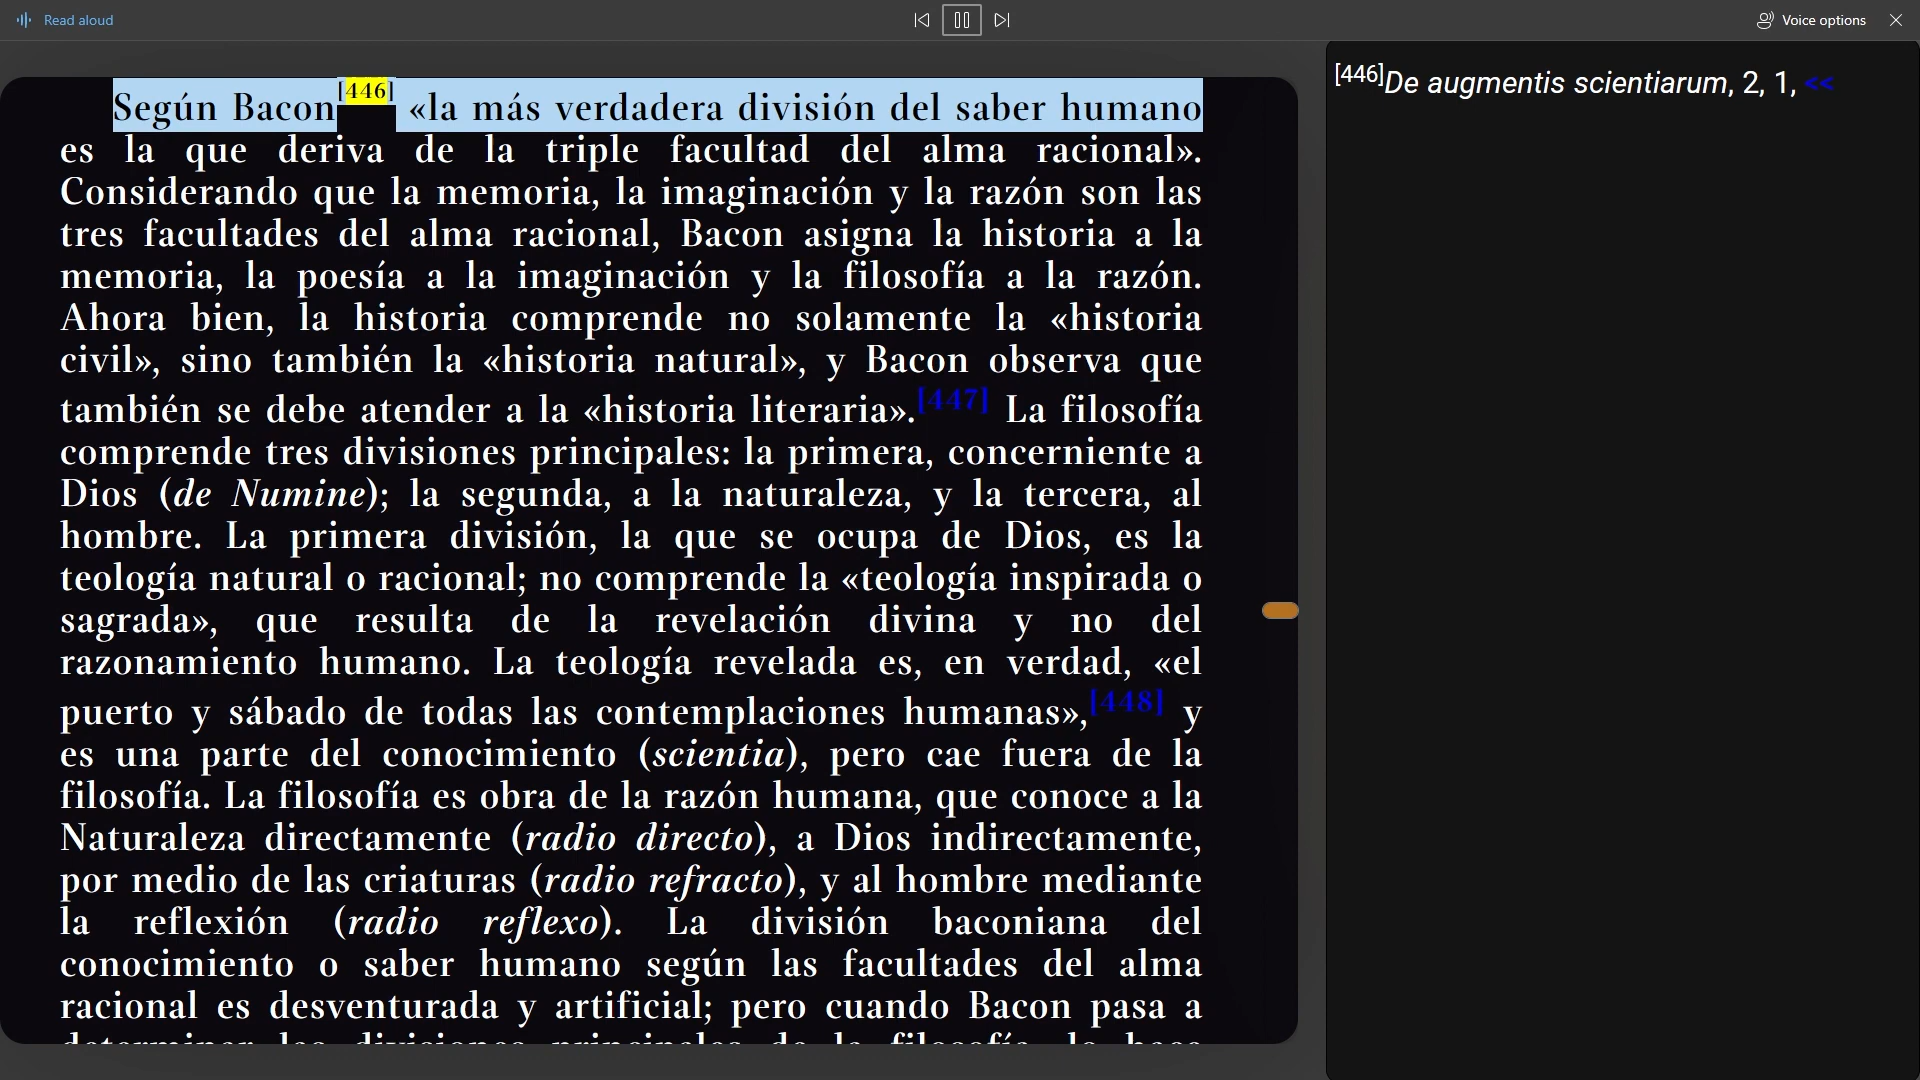 Read aloud
Voice options
Según Bacon[446] «la más verdadera división del saber humano
es la que deriva de la triple facultad del alma racional».
Considerando que la memoria, la imaginación y la razón son las
tres facultades del alma racional, Bacon asigna la historia a la
memoria, la poesía a la imaginación y la filosofía a la razón.
Ahora bien, la historia comprende no solamente la «historia
civil», sino también la «historia natural», y Bacon observa que
también se debe atender a la «historia literaria».[447] La filosofía
comprende tres divisiones principales: la primera, concerniente a
Dios (de Numine); la segunda, a la naturaleza, y la tercera, al
hombre. La primera división, la que se ocupa de Dios, es la
teología natural o racional; no comprende la «teología inspirada o
sagrada», que resulta de la revelación divina y no del
razonamiento humano. La teología revelada es, en verdad, «el
puerto y sábado de todas las contemplaciones humanas»,[448] y
es una parte del conocimiento (scientia), pero cae fuera de la
filosofía. La filosofía es obra de la razón humana, que conoce a la
Naturaleza directamente (radio directo), a Dios indirectamente,
por medio de las criaturas (radio refracto), y al hombre mediante
la reflexión (radio reflexo). La división baconiana del
conocimiento o saber humano según las facultades del alma
racional es desventurada y artificial; pero cuando Bacon pasa a
determinar las divisiones principales de la filosofía, lo hace
[446]De augmentis scientiarum, 2, 1, <<